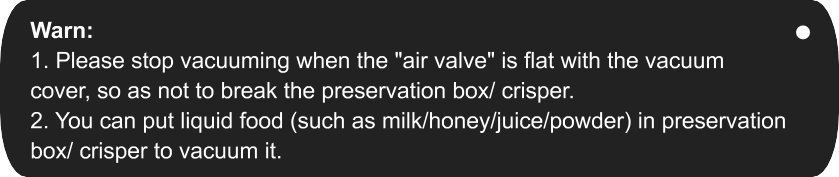 Warn:
1. Please stop vacuuming when the "air valve" is flat with the vacuum
cover, so as not to break the preservation box/ crisper.
2. You can put liquid food (such as milk/honey/juice/powder) in preservation
box/ crisper to vacuum it.